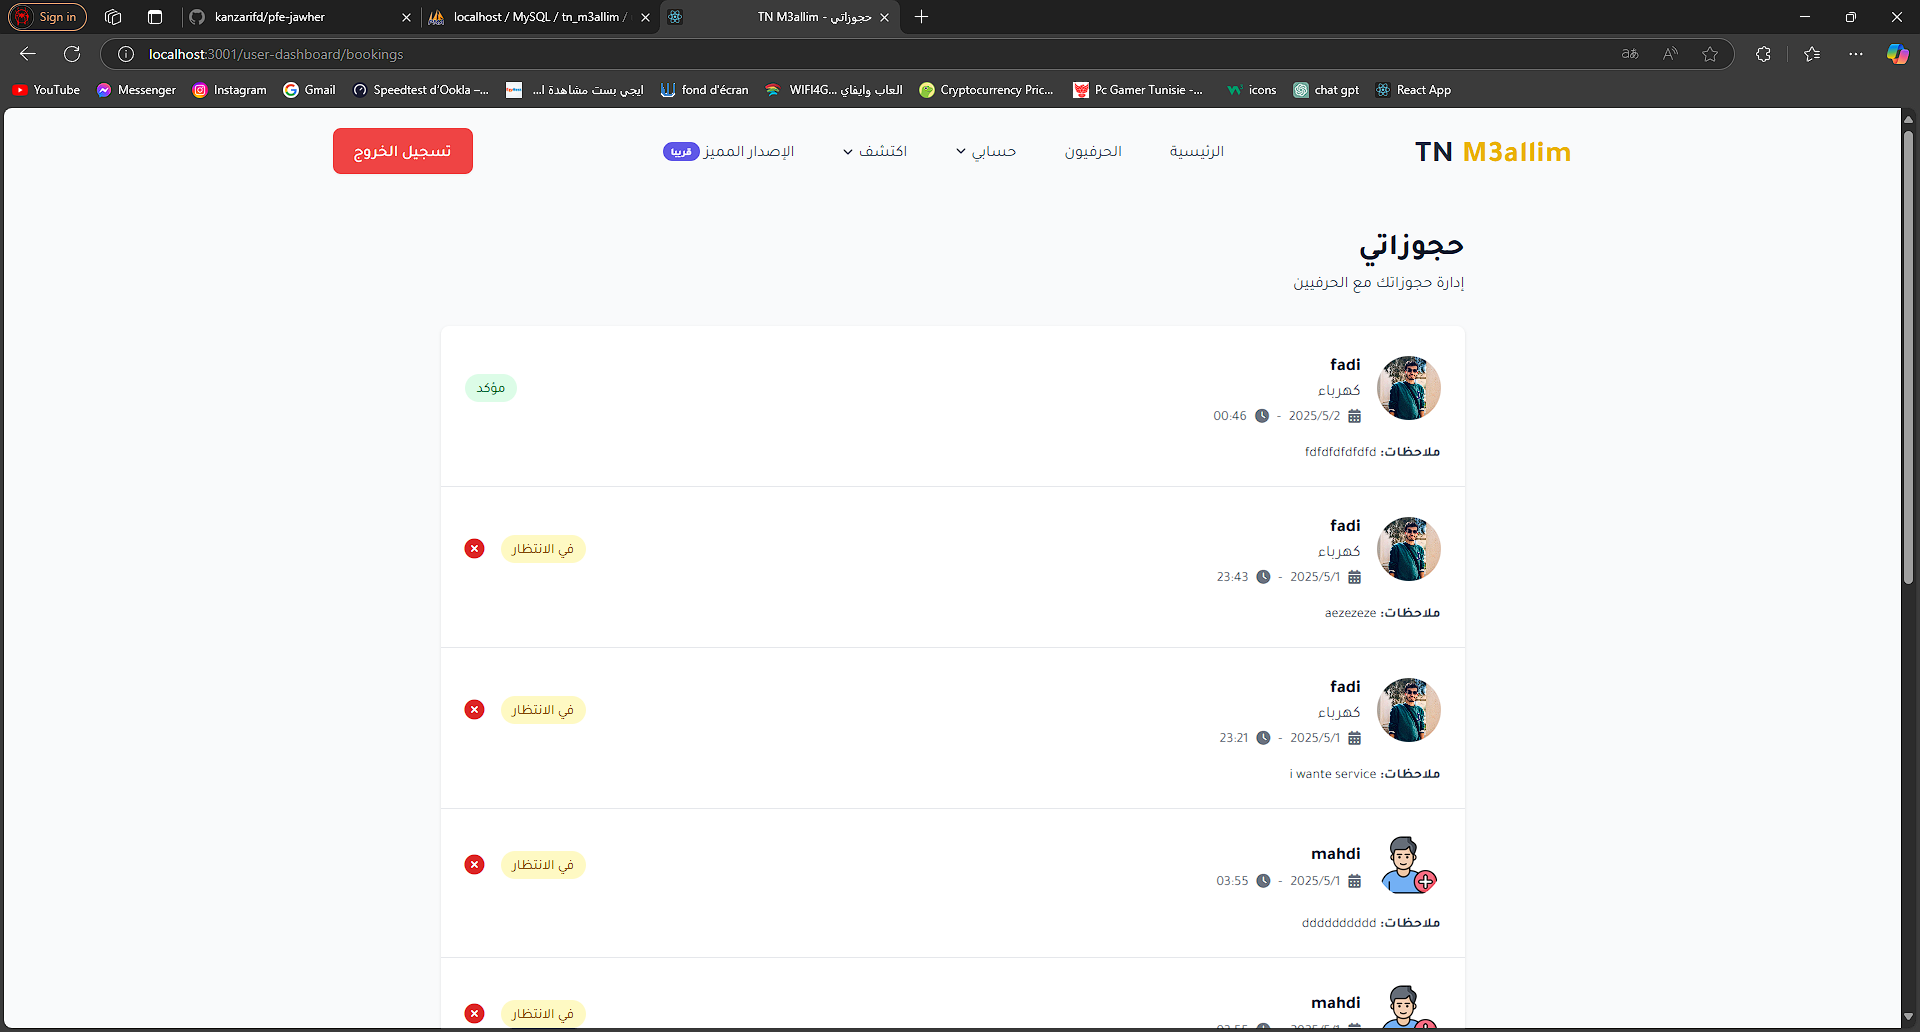 Sign in
kanzarifd/pfe-jawher
localhost / MySQL / tn_m3allim /
TN M3allim - حجوزاتي
localhost:3001/user-dashboard/bookings
YouTube
Messenger
Instagram
Gmail
Speedtest d'Ookla –...
ايجي بست مشاهدة ا...
fond d'écran
WIFI4G... العاب وايفاي
Cryptocurrency Pric...
Pc Gamer Tunisie -...
icons
chat gpt
React App
TN M3allim
الرئيسية
الحرفيون
حسابي
اكتشف
الإصدار المميز قريبا
تسجيل الخروج
حجوزاتي
إدارة حجوزاتك مع الحرفيين
fadi
كهرباء
2025/5/2 - 00:46
ملاحظات: fdfdfdfdfdfd
مؤكد
fadi
كهرباء
2025/5/1 - 23:43
ملاحظات: aezezeze
في الانتظار
fadi
كهرباء
2025/5/1 - 23:21
ملاحظات: i wante service
في الانتظار
mahdi
2025/5/1 - 03:55
ملاحظات: dddddddddd
في الانتظار
mahdi
2025/5/1 - 03:55
في الانتظار